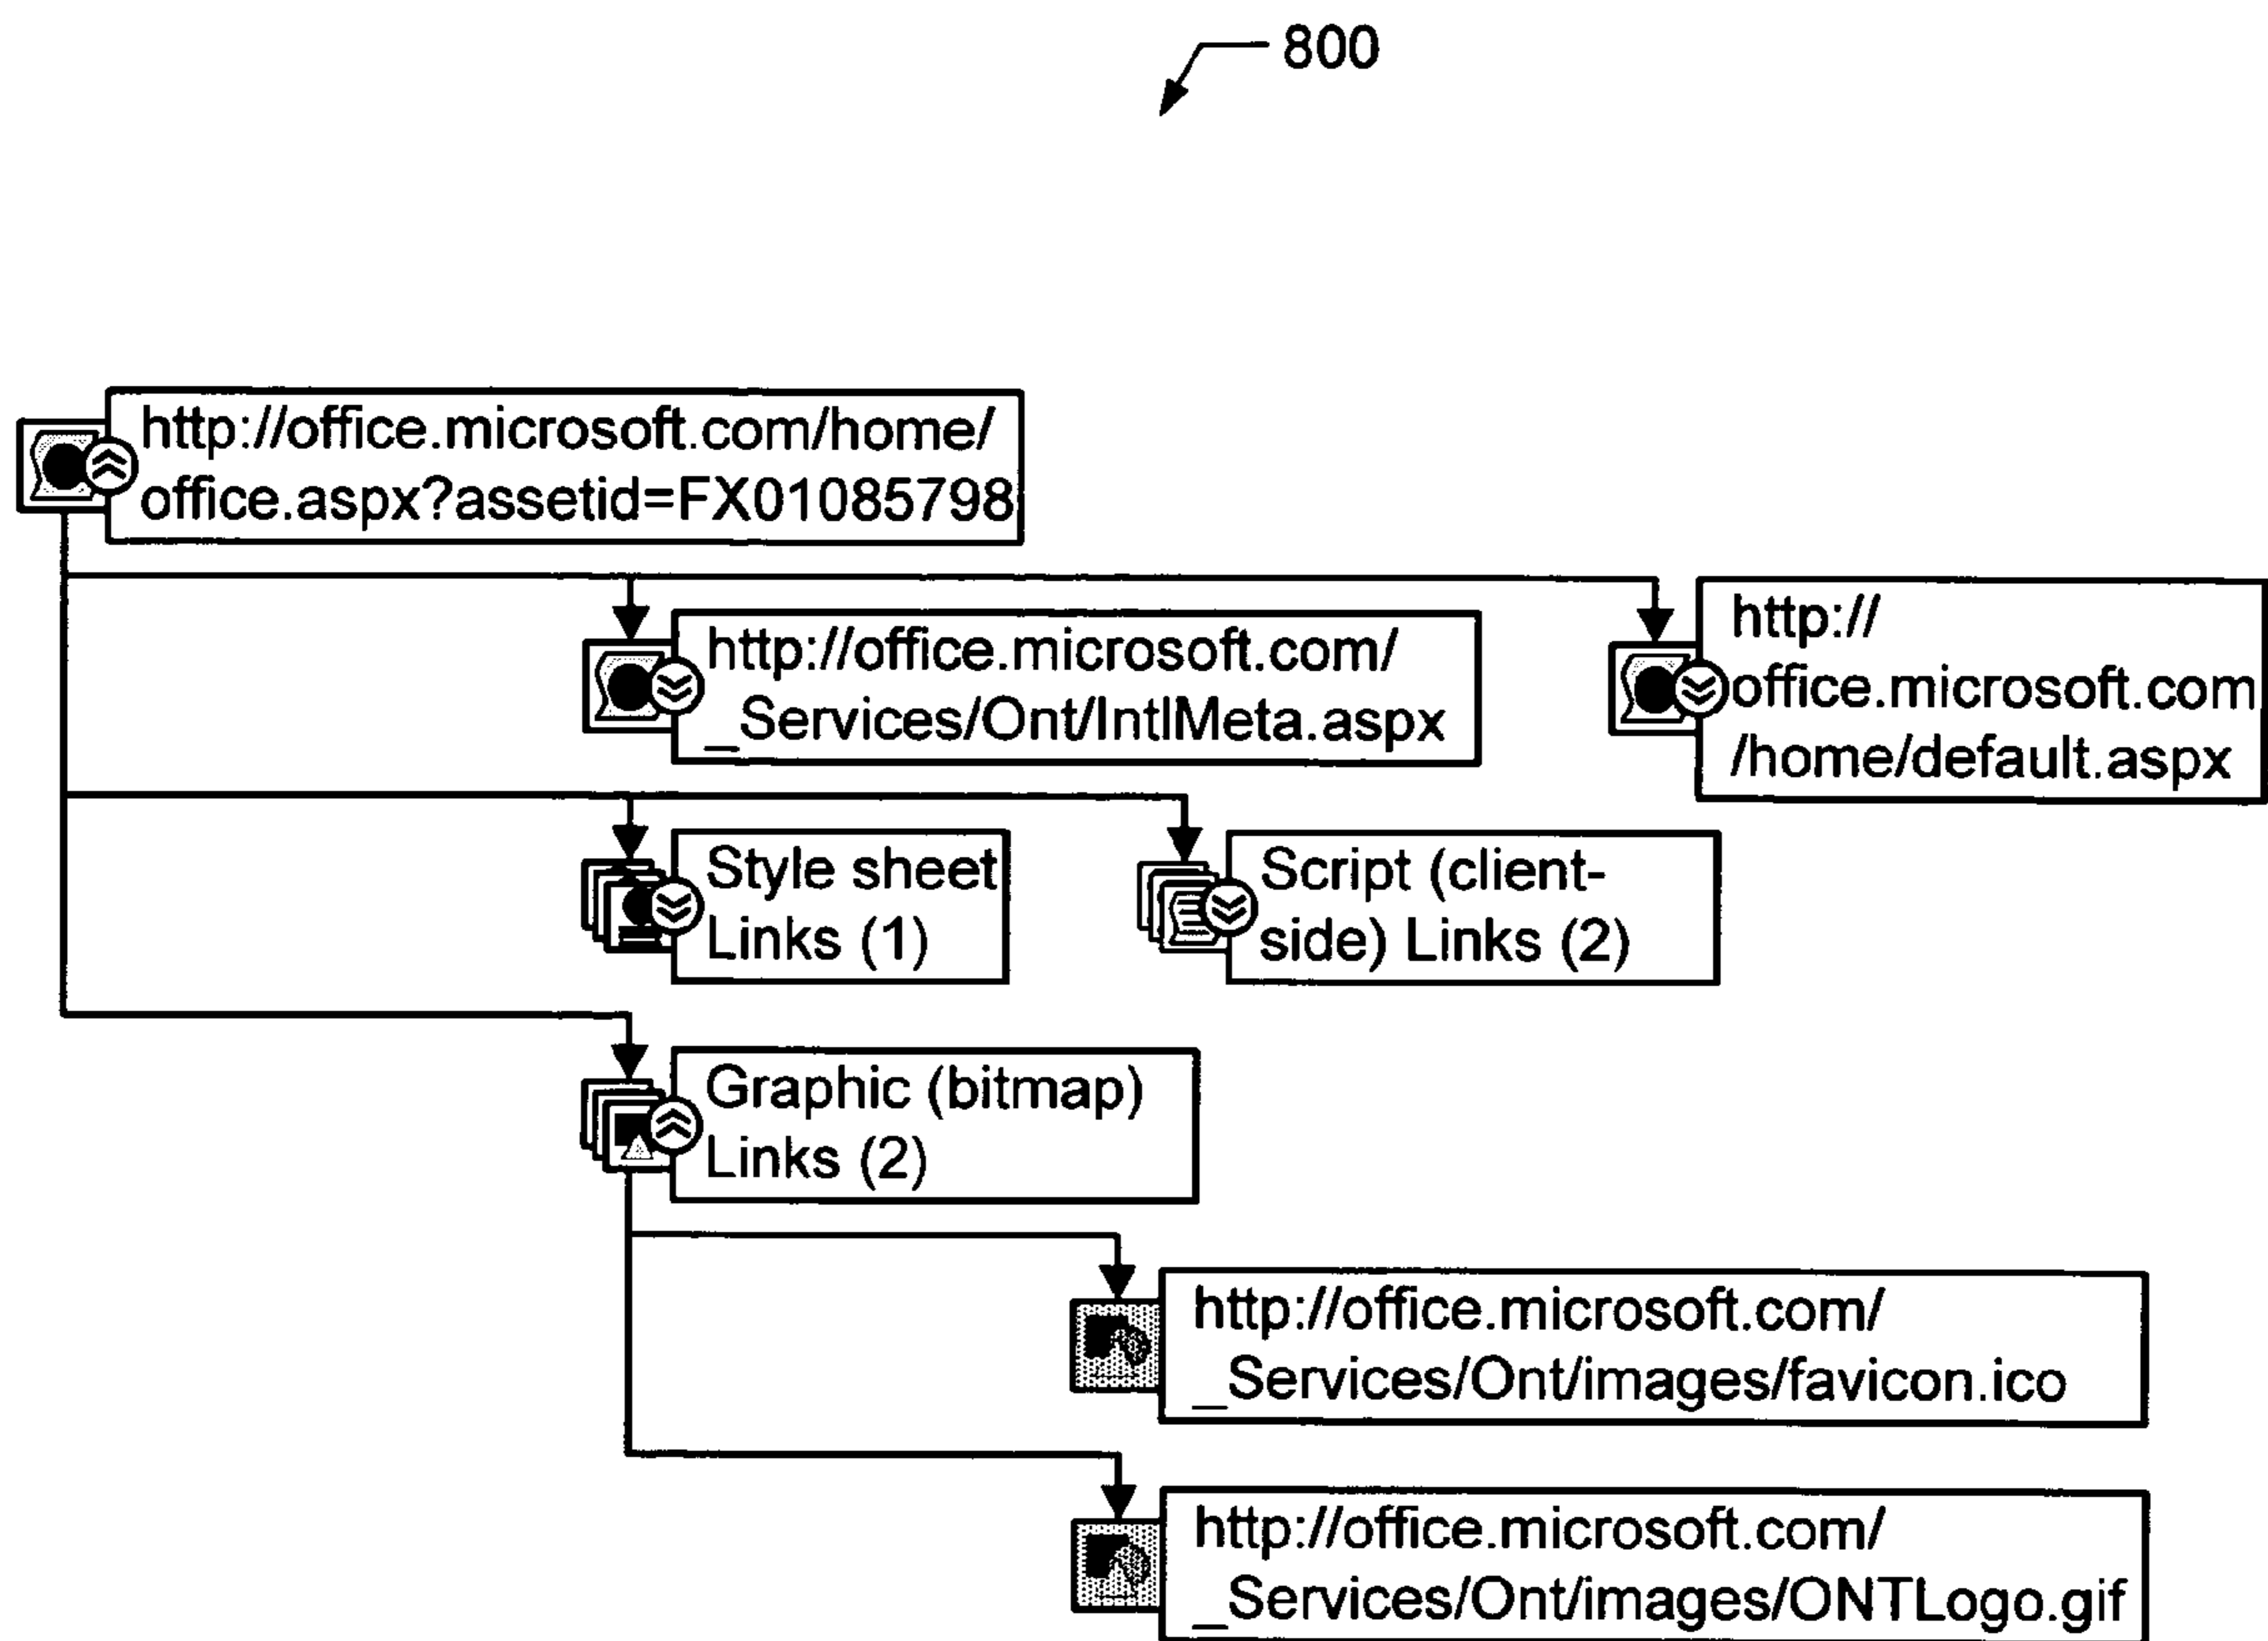 800
http://office.microsoft.com/home/
office.aspx?assetid=FX01085798
http://office.microsoft.com/
_Services/Ont/IntlMeta.aspx
http://
office.microsoft.com
/home/default.aspx
Style sheet
Links (1)
Script (client-
side) Links (2)
Graphic (bitmap)
Links (2)
http://office.microsoft.com/
_Services/Ont/images/favicon.ico
http://office.microsoft.com/
_Services/Ont/images/ONTLogo.gif